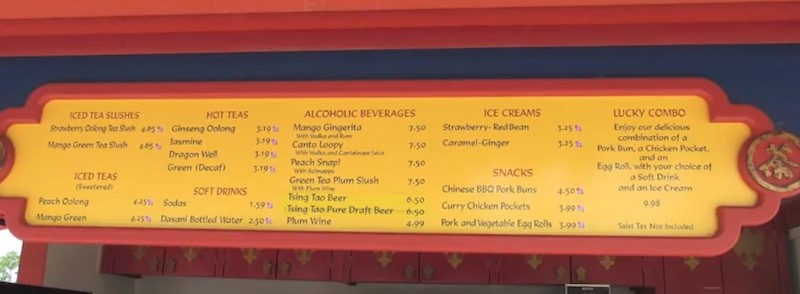 ICED TEA SLUSHES
Strawberry Oolong Tea Slush 4.65
Mango Green Tea Slush 4.65
ICED TEAS
(Sweetened)
Peach Oolong 4.25
Mango Green 4.25
HOT TEAS
Ginseng Oolong 3.19
Jasmine 3.19
Dragon Well 3.19
Green (Decaf) 3.19
SOFT DRINKS
Sodas 1.59
Dasani Bottled Water 2.50
ALCOHOLIC BEVERAGES
Mango Gingerita 7.50
With Vodka and Rum
Canto Loopy 7.50
With Vodka and Cantaloupe Juice
Peach Snap! 7.50
With Schnapps
Green Tea Plum Slush 7.50
With Plum Wine
Tsing Tao Beer 6.50
Tsing Tao Pure Draft Beer 6.50
Plum Wine 4.99
ICE CREAMS
Strawberry-Red Bean 3.25
Caramel-Ginger 3.25
SNACKS
Chinese BBQ Pork Buns 4.50
Curry Chicken Pockets 3.99
Pork and Vegetable Egg Rolls 3.99
LUCKY COMBO
Enjoy our delicious
combination of a
Pork Bun, a Chicken Pocket,
and an
Egg Roll, with your choice of
a Soft Drink
and an Ice Cream
9.98
Sales Tax Not Included